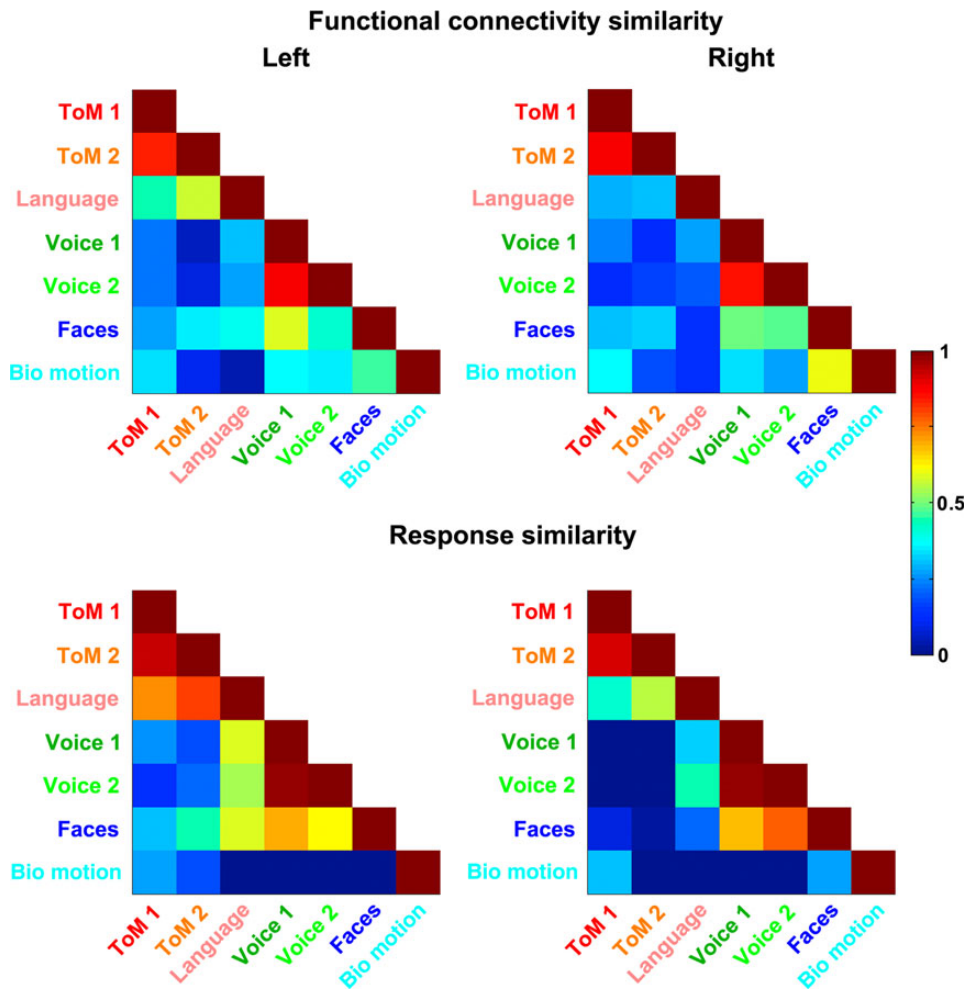 Functional connectivity similarity
Left
Right
ToM 1
ToM 2
Language
Voice 1
Voice 2
Faces
Bio motion
ToM 1
ToM 2
Language
Voice 1
Voice 2
Faces
Bio motion
ToM 1
ToM 2
Language
Voice 1
Voice 2
Faces
Bio motion
ToM 1
ToM 2
Language
Voice 1
Voice 2
Faces
Bio motion
1
0.5
0
Response similarity
ToM 1
ToM 2
Language
Voice 1
Voice 2
Faces
Bio motion
ToM 1
ToM 2
Language
Voice 1
Voice 2
Faces
Bio motion
ToM 1
ToM 2
Language
Voice 1
Voice 2
Faces
Bio motion
ToM 1
ToM 2
Language
Voice 1
Voice 2
Faces
Bio motion